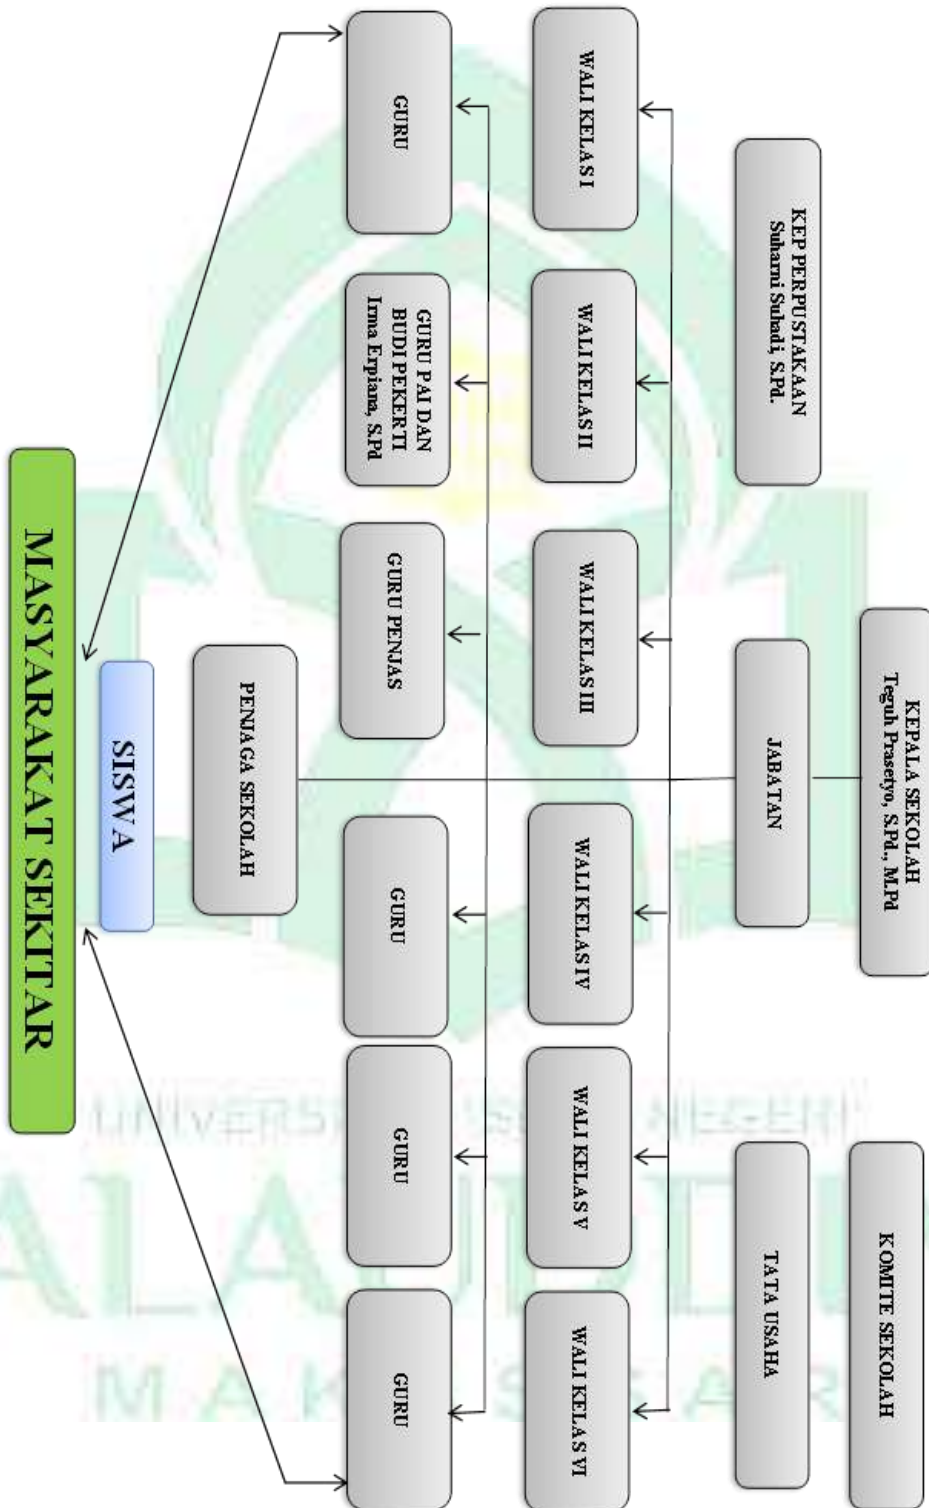 KEPALA SEKOLAH
Teguh Prasetyo, S.Pd., M.Pd
KOMITE SEKOLAH
KEP PERPUSTAKAAN
Suharni Suhadi, S.Pd.
JABATAN
TATA USAHA
WALI KELAS I
WALI KELAS II
WALI KELAS III
WALI KELAS IV
WALI KELAS V
WALI KELAS VI
GURU
GURU PAI DAN
BUDI PEKERTI
Irma Erpiana, S.Pd
GURU PENJAS
GURU
GURU
GURU
PENJAGA SEKOLAH
SISWA
MASYARAKAT SEKITAR